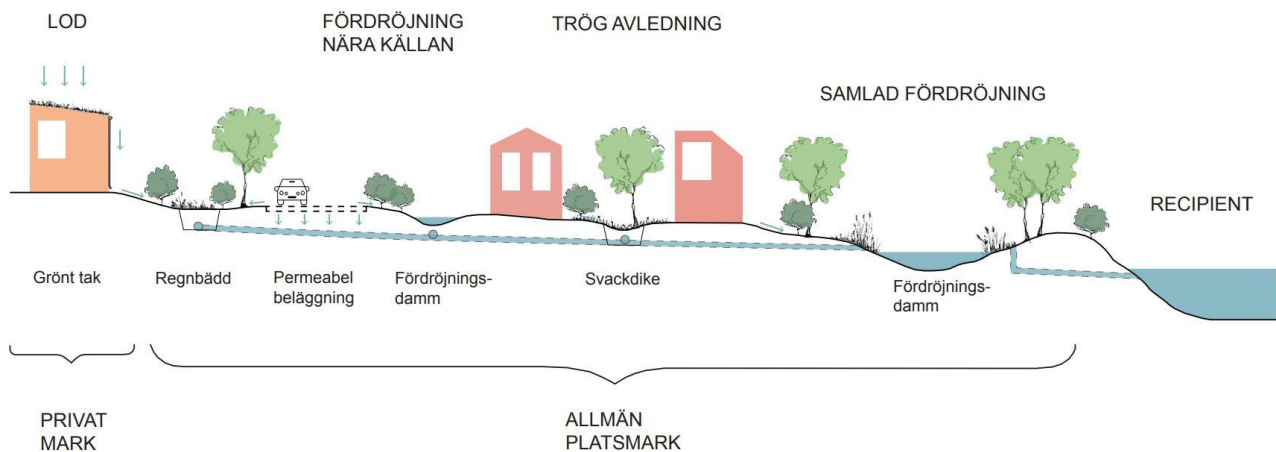 LOD
FÖRDRÖJNING
NÄRA KÄLLAN
TRÖG AVLEDNING
SAMLAD FÖRDRÖJNING
RECIPIENT
Grönt tak
Regnbädd
Permeabel
beläggning
Fördröjnings-
damm
Svackdike
Fördröjnings-
damm
PRIVAT
MARK
ALLMÄN
PLATSMARK